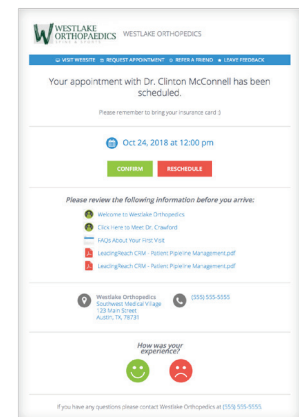 WESTLAKE
ORTHOPAEDICS
SPINE & SPORTS
WESTLAKE ORTHOPEDICS
VISIT WEBSITE REQUEST APPOINTMENT REFER A FRIEND LEAVE FEEDBACK
Your appointment with Dr. Clinton McConnell has been
scheduled.
Please remember to bring your insurance card :)
Oct 24, 2018 at 12:00 pm
CONFIRM
RESCHEDULE
Please review the following information before you arrive:
Welcome to Westlake Orthopedics
Click Here to Meet Dr. Crawford
FAQs About Your First Visit
LeadingReach CRM - Patient Pipleline Management.pdf
LeadingReach CRM - Patient Pipleline Management.pdf
Westlake Orthopedics
Southwest Medical Village
123 Main Street
Austin, TX, 78731
(555) 555-5555
How was your
experience?
If you have any questions please contact Westlake Orthopedics at (555) 555-5555.